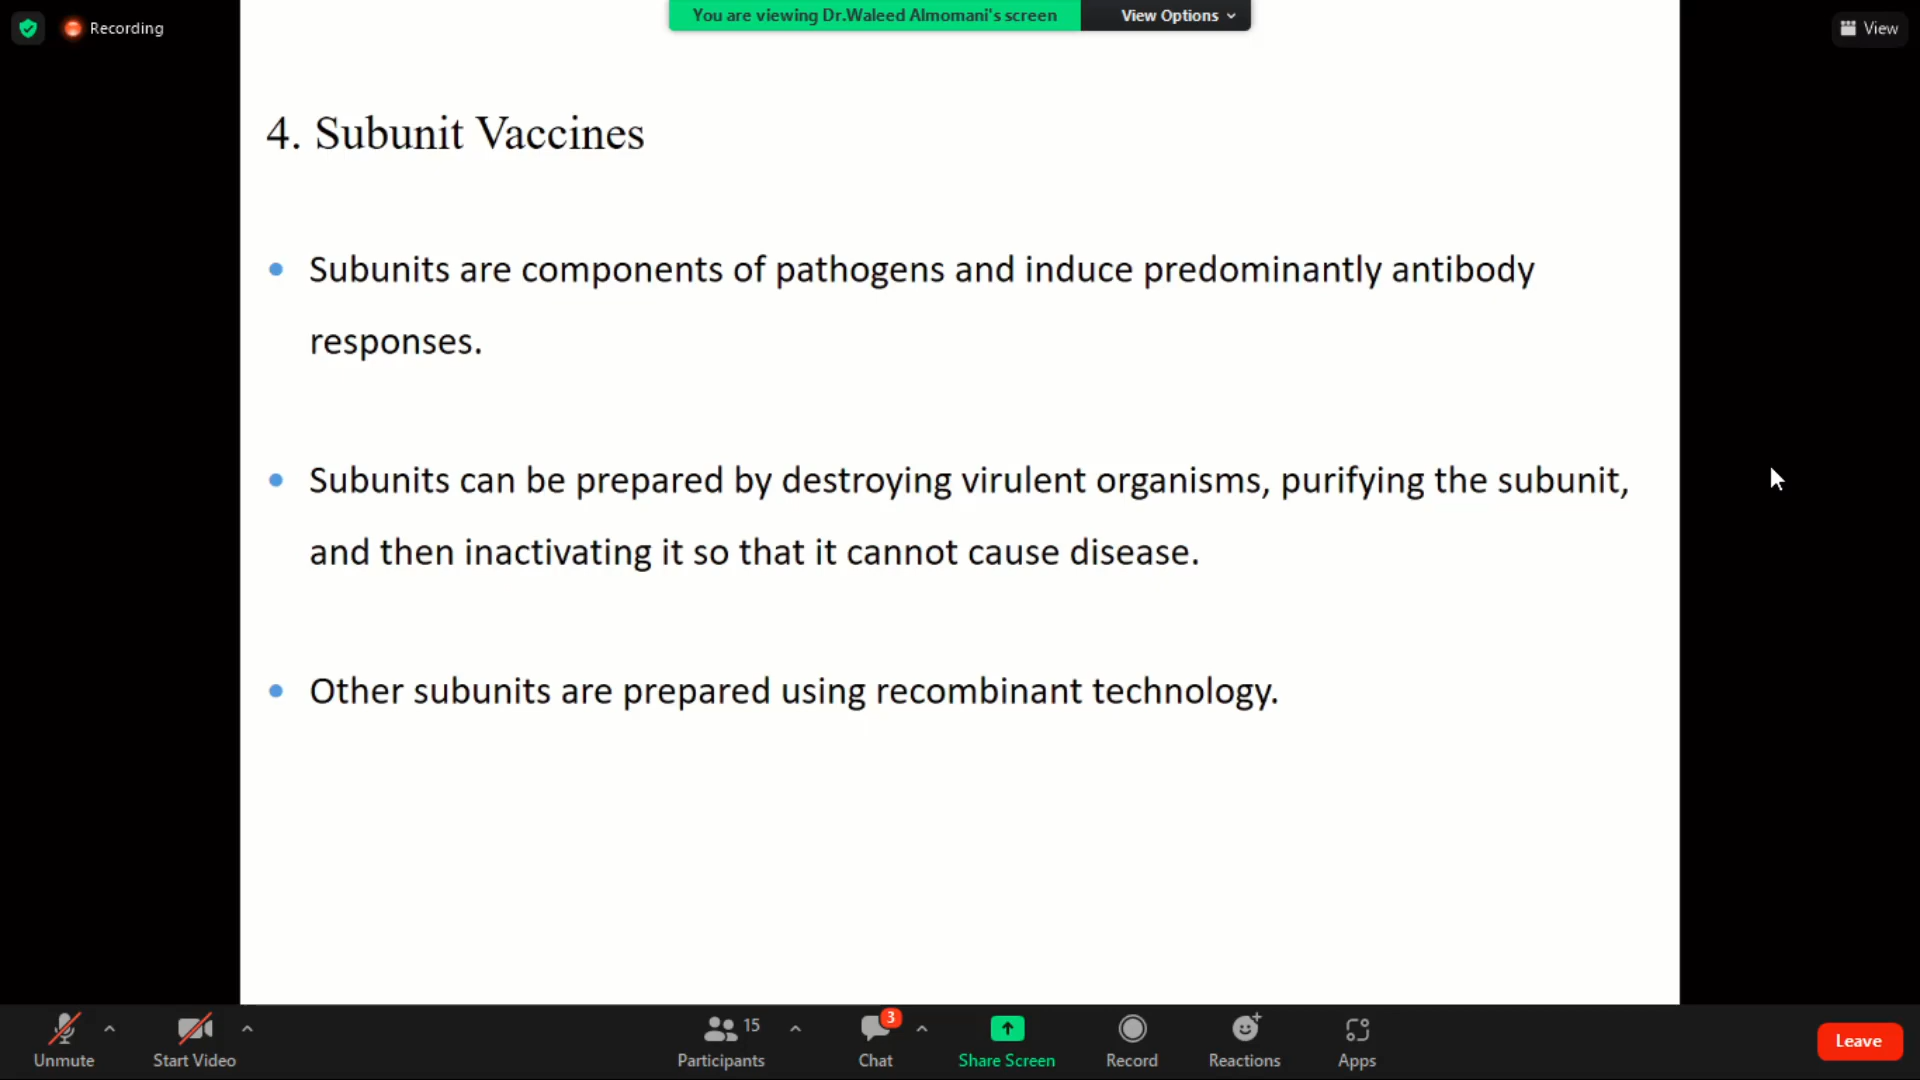 You are viewing Dr.Waleed Almomani's screen
View Options
Recording
View
4. Subunit Vaccines
• Subunits are components of pathogens and induce predominantly antibody
responses.
• Subunits can be prepared by destroying virulent organisms, purifying the subunit,
and then inactivating it so that it cannot cause disease.
• Other subunits are prepared using recombinant technology.
15
3
Unmute
Start Video
Participants
Chat
Share Screen
Record
Reactions
Apps
Leave